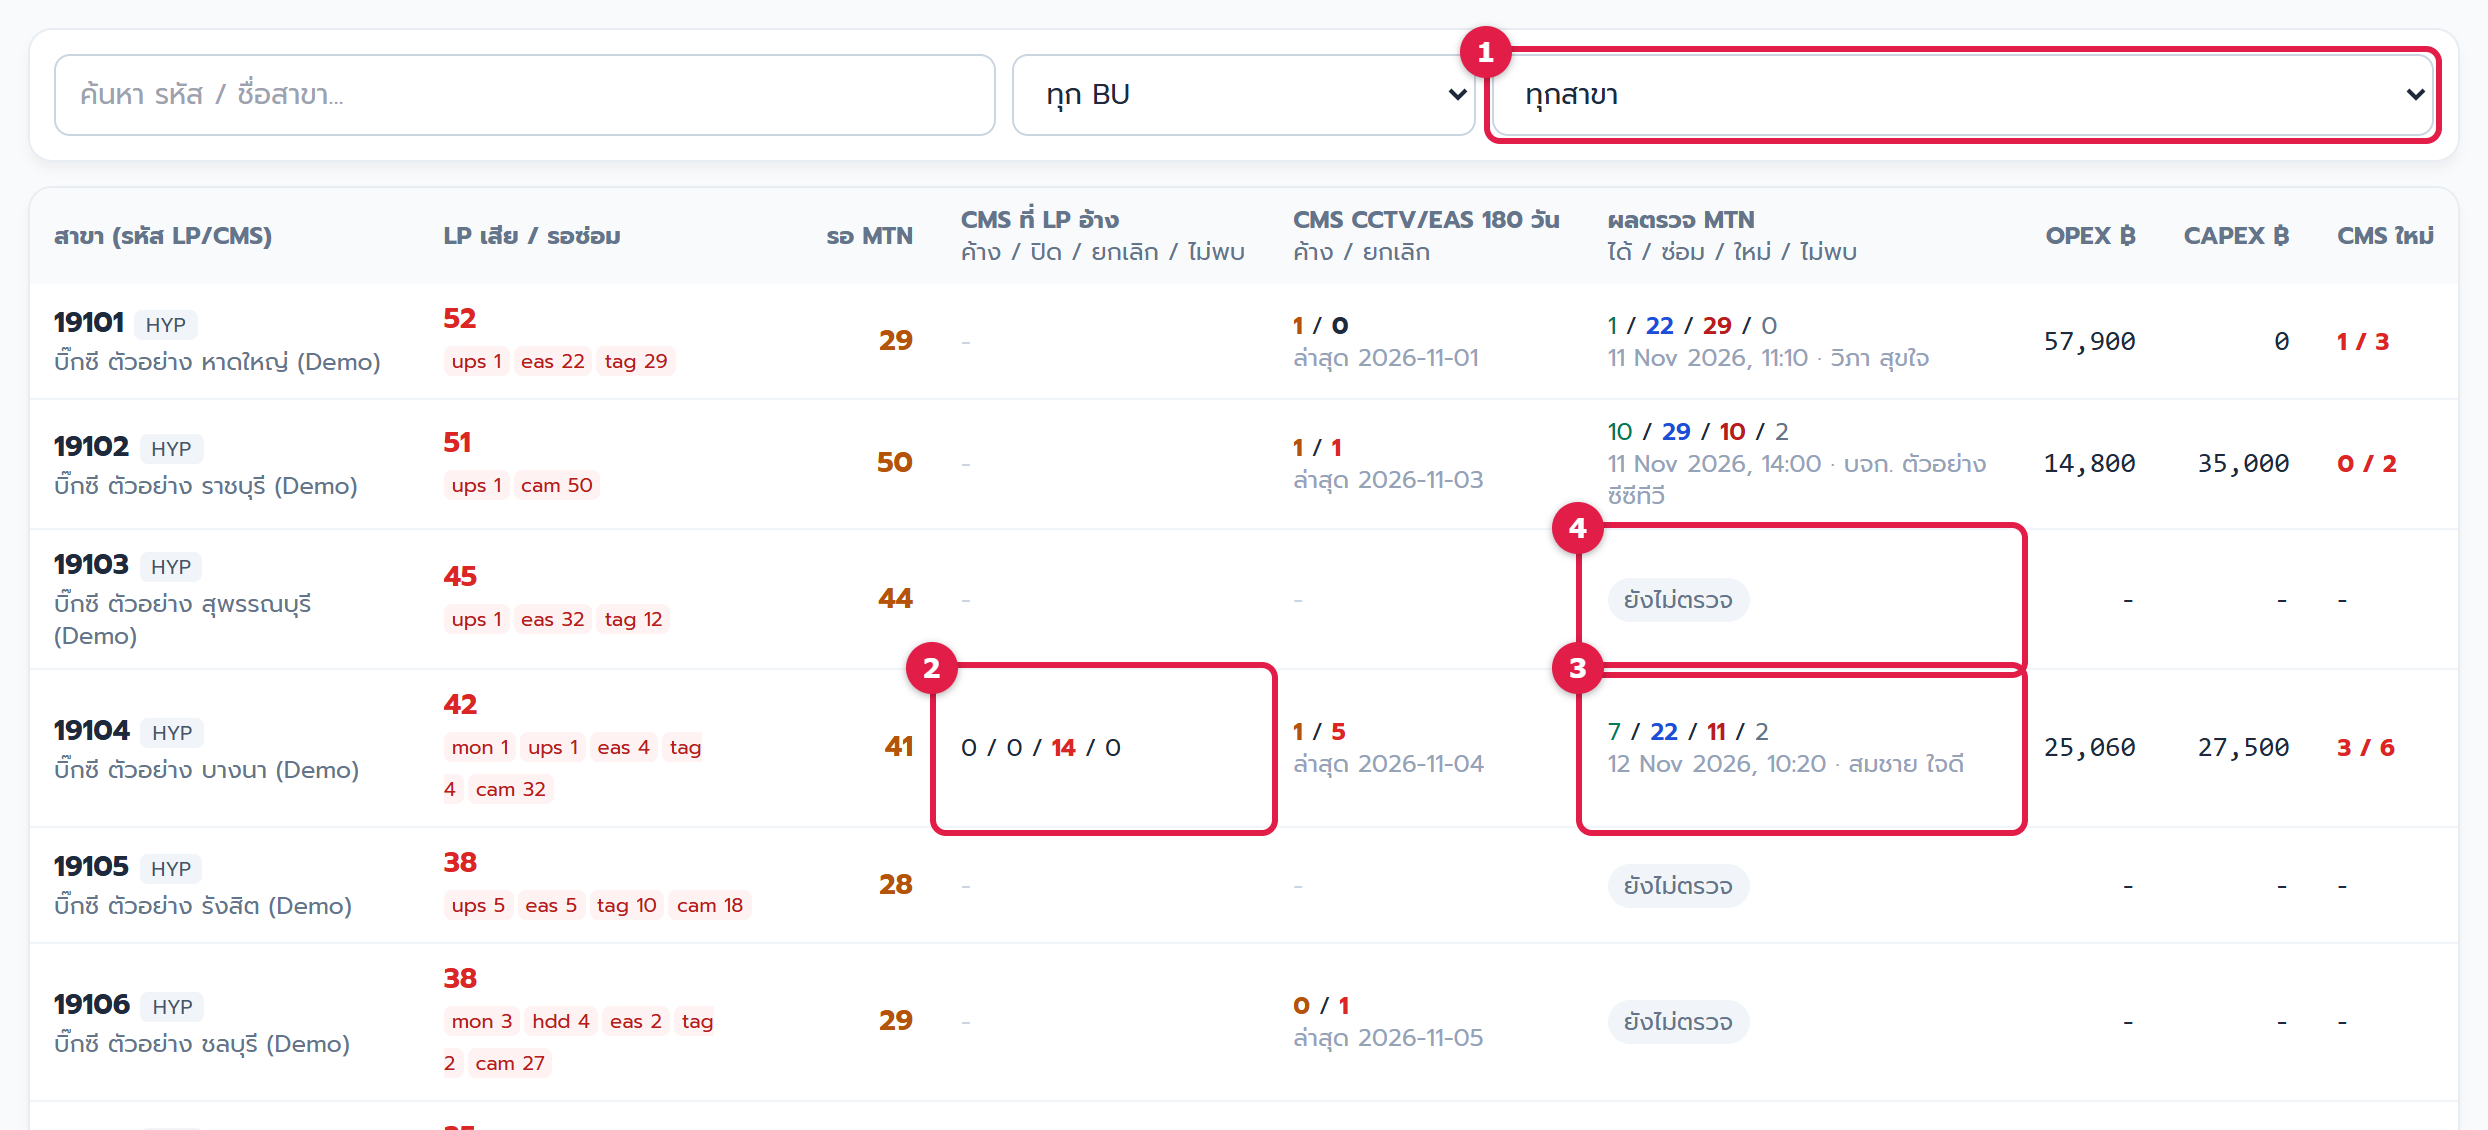 1
ค้นหา รหัส / ชื่อสาขา...
ทุก BU
ทุกสาขา
สาขา (รหัส LP/CMS)
LP เสีย / รอซ่อม
รอ MTN
CMS ที่ LP อ้าง
ค้าง / ปิด / ยกเลิก / ไม่พบ
CMS CCTV/EAS 180 วัน
ค้าง / ยกเลิก
ผลตรวจ MTN
ได้ / ซ่อม / ใหม่ / ไม่พบ
OPEX ฿
CAPEX ฿
CMS ใหม่
19101 HYP
บิ๊กซี ตัวอย่าง หาดใหญ่ (Demo)
52
ups 1 eas 22 tag 29
29
-
1 / 0
ล่าสุด 2026-11-01
1 / 22 / 29 / 0
11 Nov 2026, 11:10 · วิภา สุขใจ
57,900
0
1 / 3
19102 HYP
บิ๊กซี ตัวอย่าง ราชบุรี (Demo)
51
ups 1 cam 50
50
-
1 / 1
ล่าสุด 2026-11-03
10 / 29 / 10 / 2
11 Nov 2026, 14:00 · บจก. ตัวอย่าง
ซีซีทีวี
14,800
35,000
0 / 2
4
19103 HYP
บิ๊กซี ตัวอย่าง สุพรรณบุรี
(Demo)
45
ups 1 eas 32 tag 12
44
-
-
ยังไม่ตรวจ
-
-
-
2
3
19104 HYP
บิ๊กซี ตัวอย่าง บางนา (Demo)
42
mon 1 ups 1 eas 4 tag
4 cam 32
41
0 / 0 / 14 / 0
1 / 5
ล่าสุด 2026-11-04
7 / 22 / 11 / 2
12 Nov 2026, 10:20 · สมชาย ใจดี
25,060
27,500
3 / 6
19105 HYP
บิ๊กซี ตัวอย่าง รังสิต (Demo)
38
ups 5 eas 5 tag 10 cam 18
28
-
-
ยังไม่ตรวจ
-
-
-
19106 HYP
บิ๊กซี ตัวอย่าง ชลบุรี (Demo)
38
mon 3 hdd 4 eas 2 tag
2 cam 27
29
-
0 / 1
ล่าสุด 2026-11-05
ยังไม่ตรวจ
-
-
-